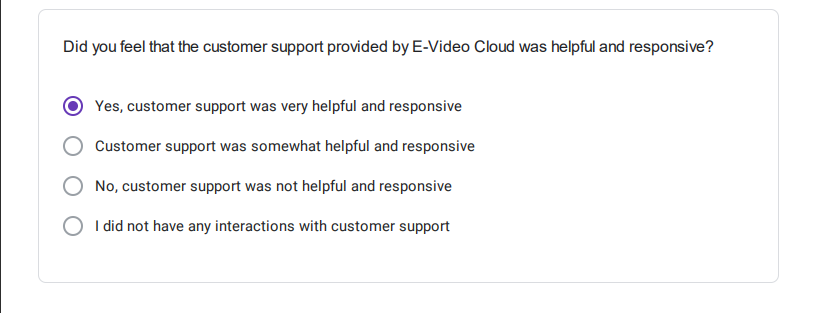 Did you feel that the customer support provided by E-Video Cloud was helpful and responsive?
Yes, customer support was very helpful and responsive
Customer support was somewhat helpful and responsive
No, customer support was not helpful and responsive
I did not have any interactions with customer support